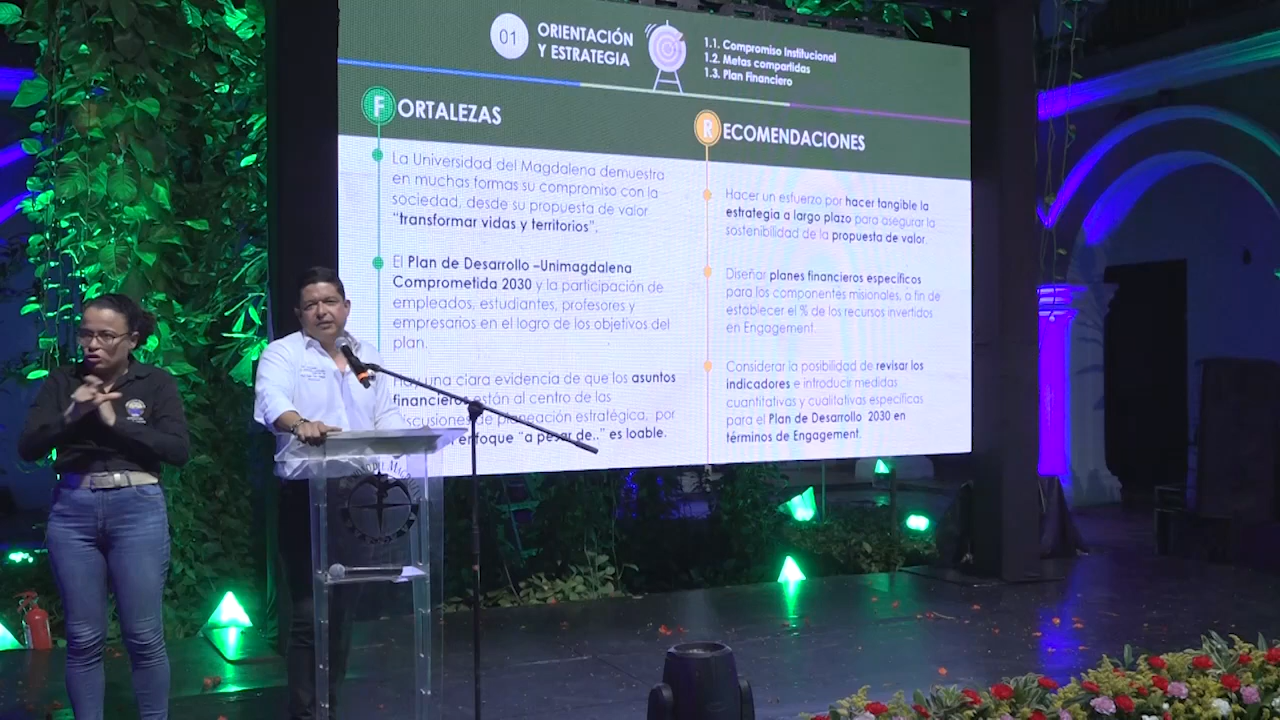 01
ORIENTACIÓN
Y ESTRATEGIA
1.1. Compromiso Institucional
1.2. Metas compartidas
1.3. Plan Financiero
FORTALEZAS
La Universidad del Magdalena demuestra
en muchas formas su compromiso con la
sociedad, desde su propuesta de valor
“transformar vidas y territorios”.
El Plan de Desarrollo –Unimagdalena
Comprometida 2030 y la participación de
empleados, estudiantes, profesores y
empresarios en el logro de los objetivos del
plan.
Hay una clara evidencia de que los asuntos
financieros están al centro de las
discusiones de planeación estratégica, por
enfoque “a pesar de..” es loable.
RECOMENDACIONES
Hacer un esfuerzo por hacer tangible la
estrategia a largo plazo para asegurar la
sostenibilidad de la propuesta de valor.
Diseñar planes financieros específicos
para los componentes misionales, a fin de
establecer el % de los recursos invertidos
en Engagement.
Considerar la posibilidad de revisar los
indicadores e introducir medidas
cuantitativas y cualitativas específicas
para el Plan de Desarrollo 2030 en
términos de Engagement.